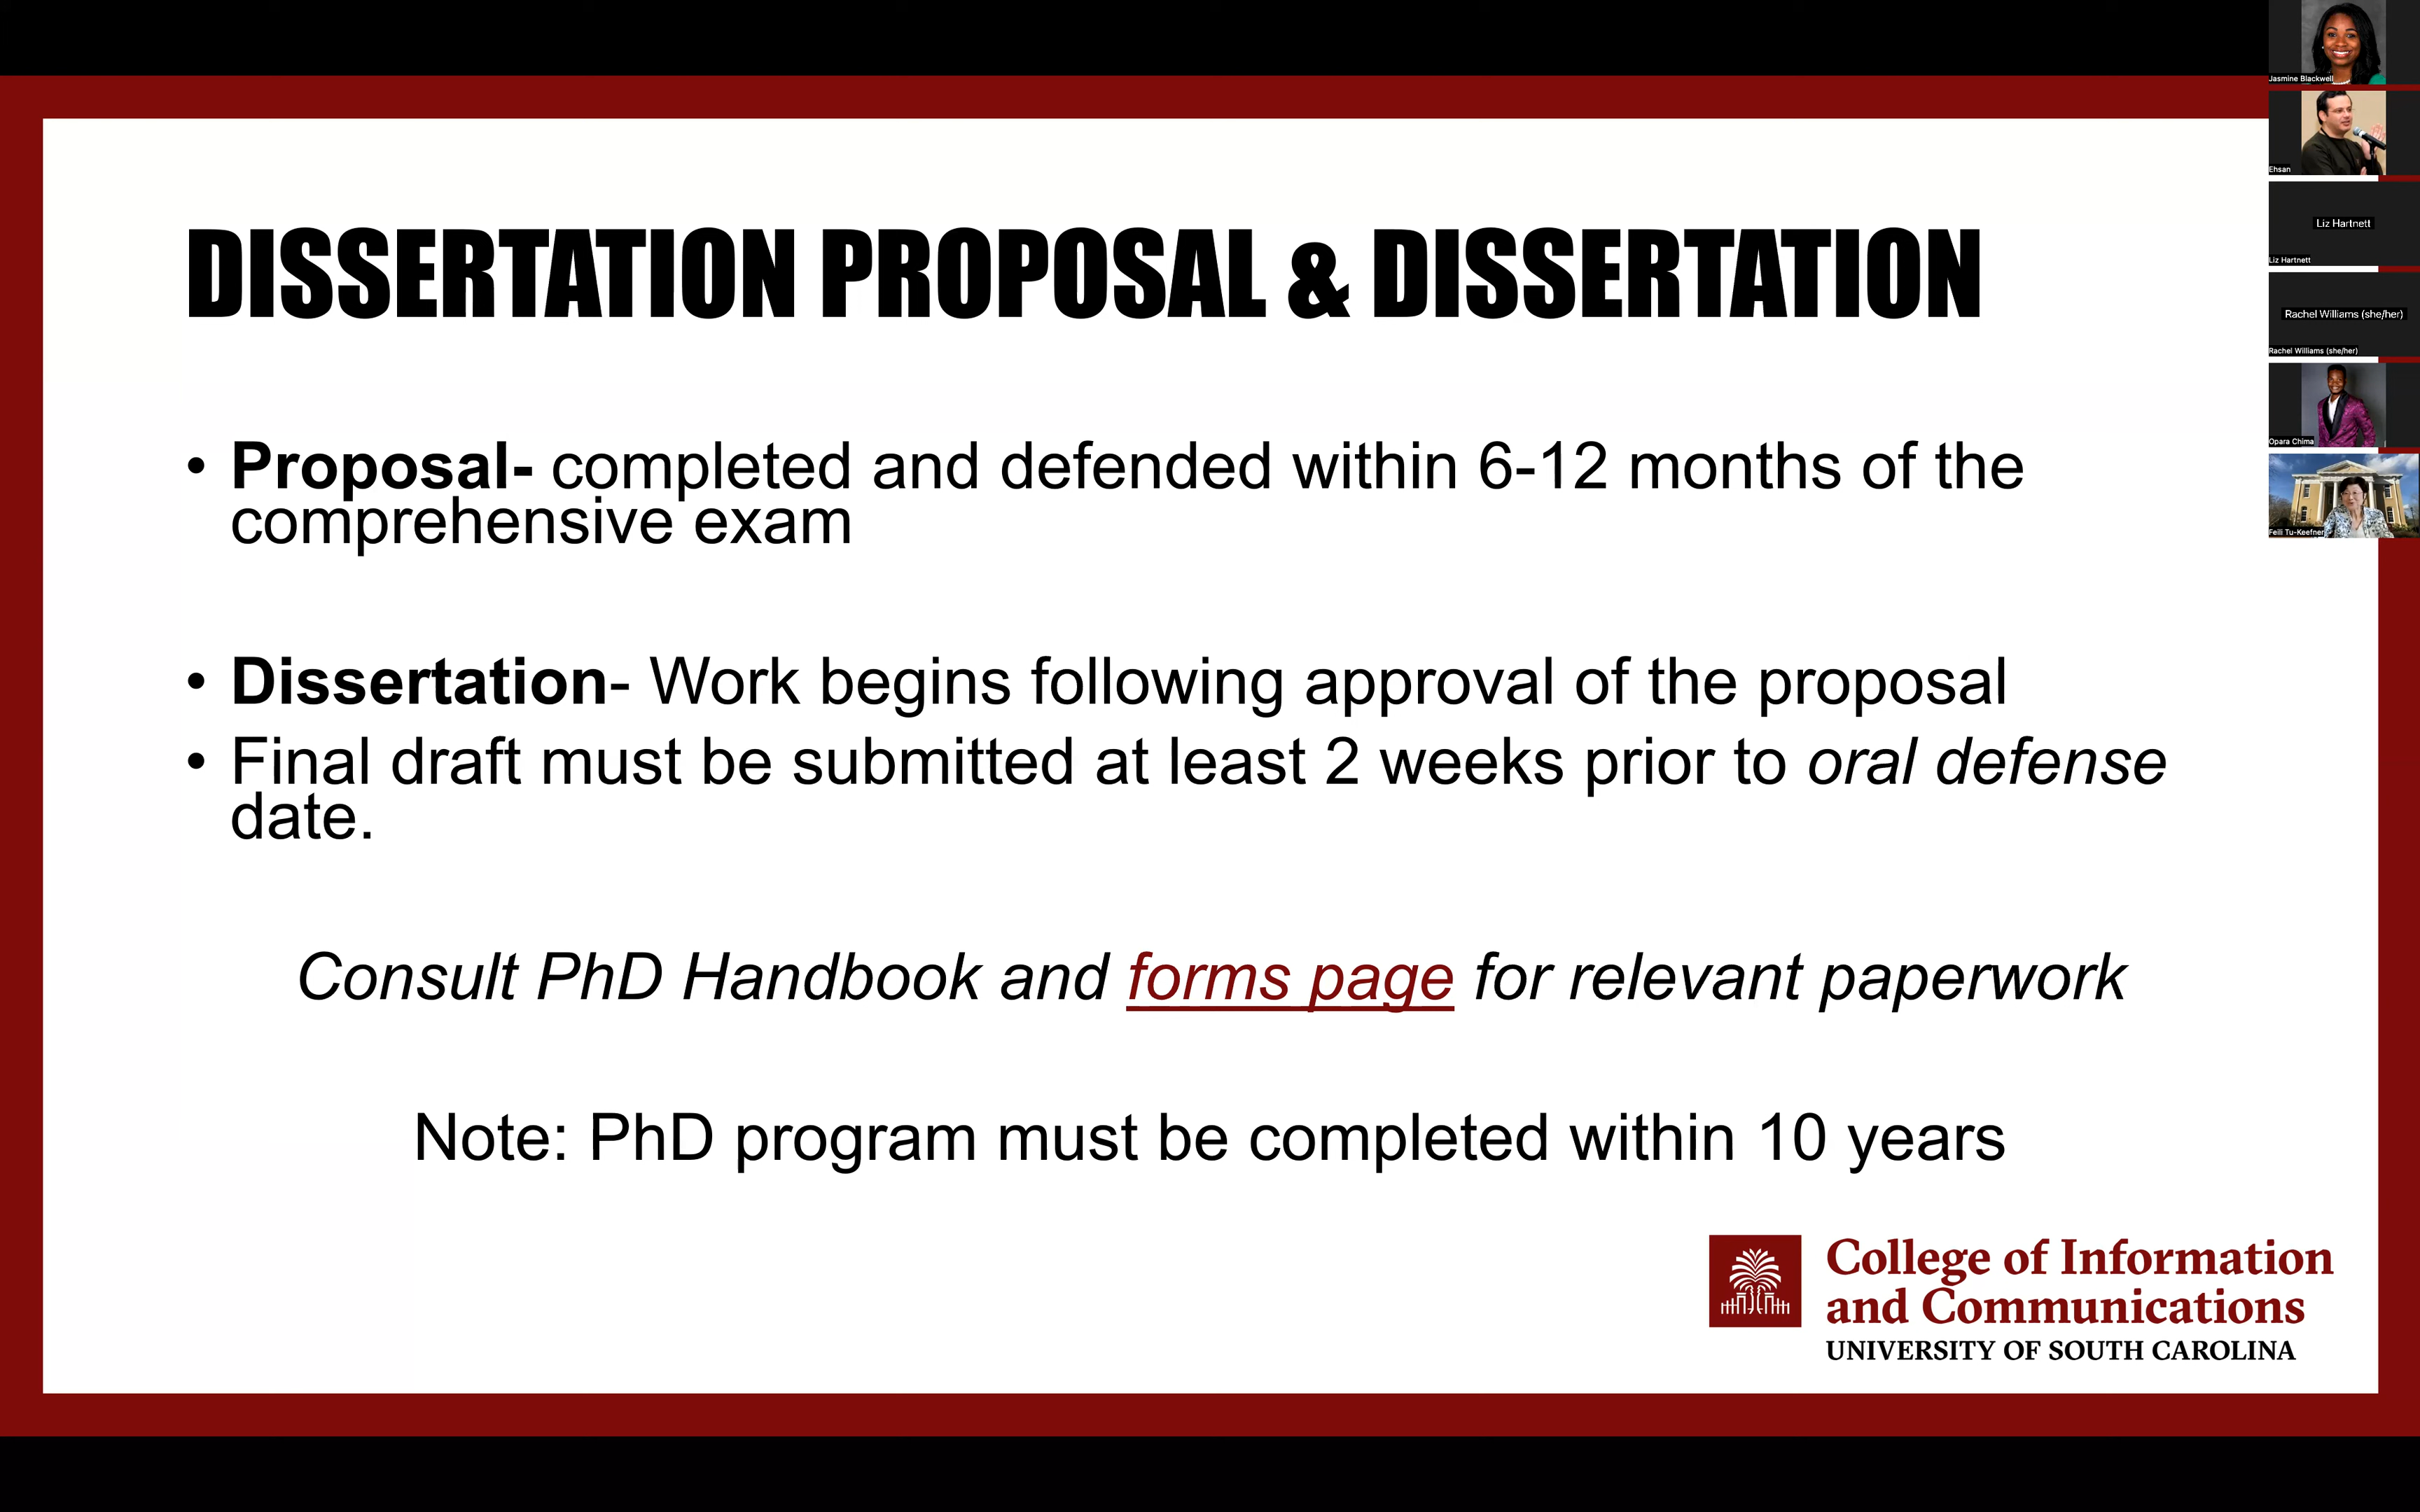 DISSERTATION PROPOSAL & DISSERTATION
• Proposal- completed and defended within 6-12 months of the
comprehensive exam
• Dissertation- Work begins following approval of the proposal
• Final draft must be submitted at least 2 weeks prior to oral defense
date.
Consult PhD Handbook and forms page for relevant paperwork
Note: PhD program must be completed within 10 years
College of Information
and Communications
UNIVERSITY OF SOUTH CAROLINA
Jasmine Blackwell
Ehsan
Liz Hartnett
Liz Hartnett
Rachel Williams (she/her)
Rachel Williams (she/her)
Opara Chima
Feili Tu-Keefner